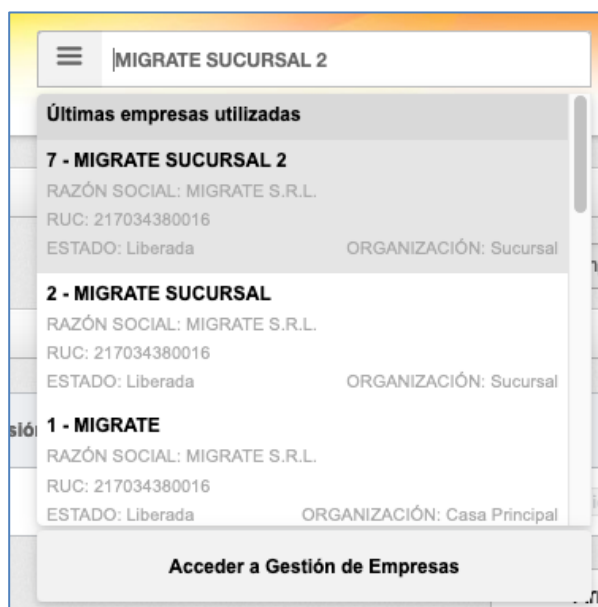 MIGRATE SUCURSAL 2
Últimas empresas utilizadas
7 - MIGRATE SUCURSAL 2
RAZÓN SOCIAL: MIGRATE S.R.L.
RUC: 217034380016
ESTADO: Liberada ORGANIZACIÓN: Sucursal
2 - MIGRATE SUCURSAL
RAZÓN SOCIAL: MIGRATE S.R.L.
RUC: 217034380016
ESTADO: Liberada ORGANIZACIÓN: Sucursal
1 - MIGRATE
RAZÓN SOCIAL: MIGRATE S.R.L.
RUC: 217034380016
ESTADO: Liberada ORGANIZACIÓN: Casa Principal
Acceder a Gestión de Empresas